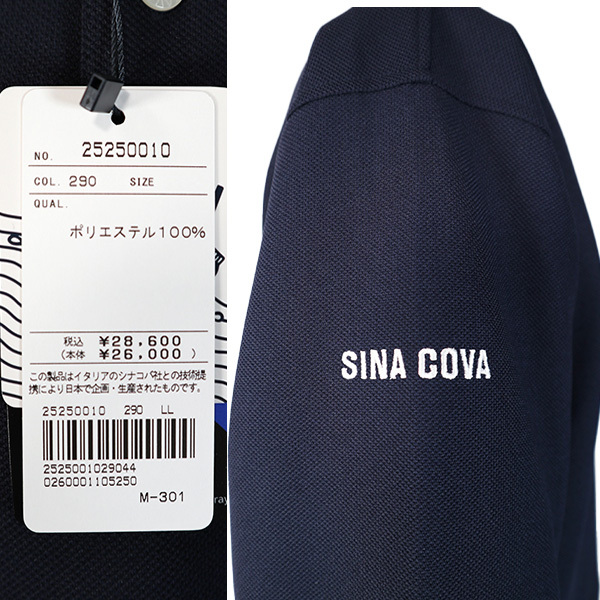 NO. 25250010
COL. 290 SIZE
QUAL.
ポリエステル100%
税込 ¥28,600
(本体 ¥26,000)
この製品はイタリアのシナコバ社との技術提
携により日本で企画・生産されたものです。
25250010 290 LL
2525001029044
0260001105250
M-301
ray
SINA COVA